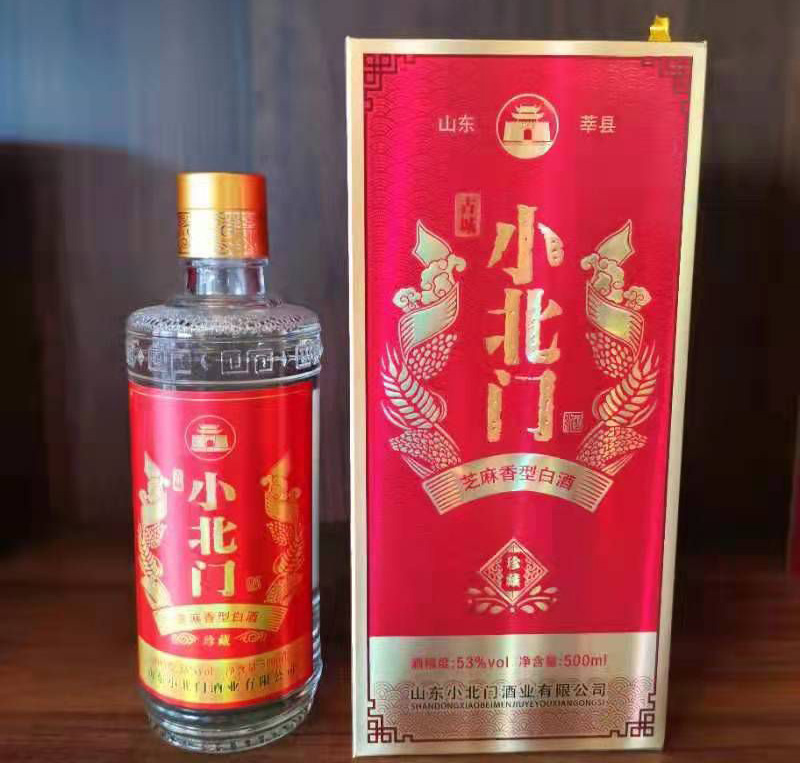 山东 莘县
古城
小北门
芝麻香型白酒
珍藏
酒精度:53%vol 净含量:500ml
山东小北门酒业有限公司
SHANDONGXIAOBEIMENJIUYEYOUXIANGONGSI
小北门
芝麻香型白酒
珍藏
山东小北门酒业有限公司